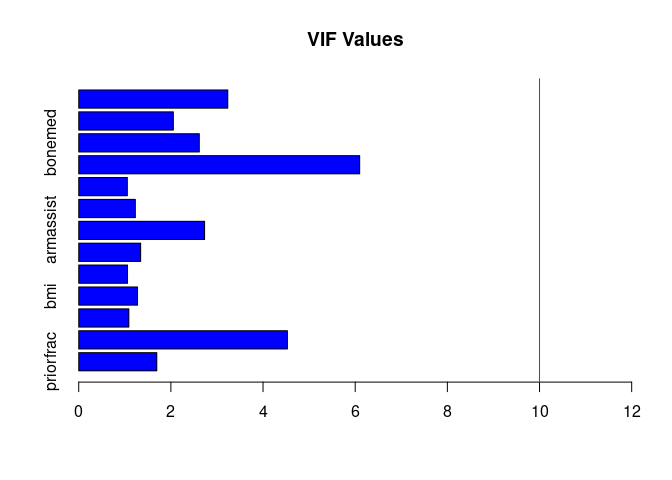 VIF Values
bonemed
armassist
bmi
priorfrac
0 2 4 6 8 10 12